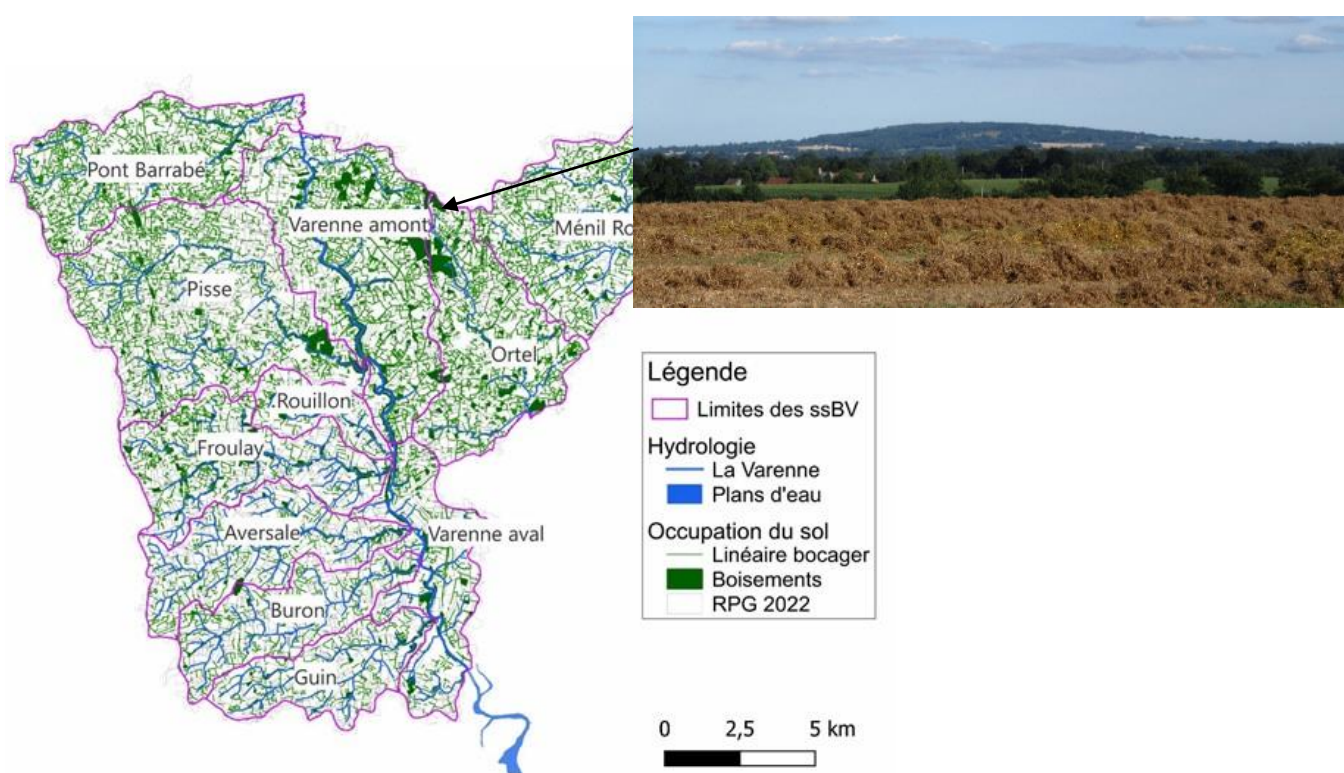 Pont Barrabé
Varenne amont
Ménil Ro
Pisse
Ortel
Rouillon
Froulay
Aversale
Varenne aval
Buron
Guin
Légende
Limites des ssBV
Hydrologie
La Varenne
Plans d'eau
Occupation du sol
Linéaire bocager
Boisements
RPG 2022
0 2,5 5 km